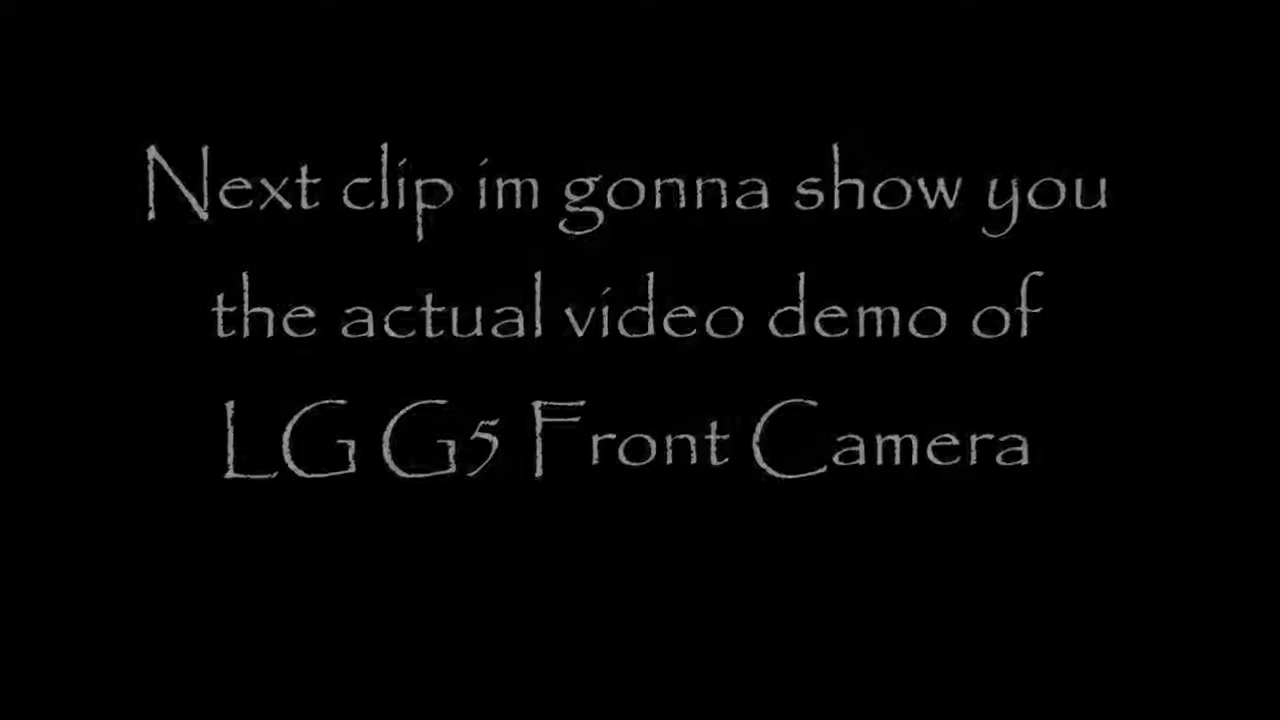 Next clip im gonna show you
the actual video demo of
LG G5 Front Camera